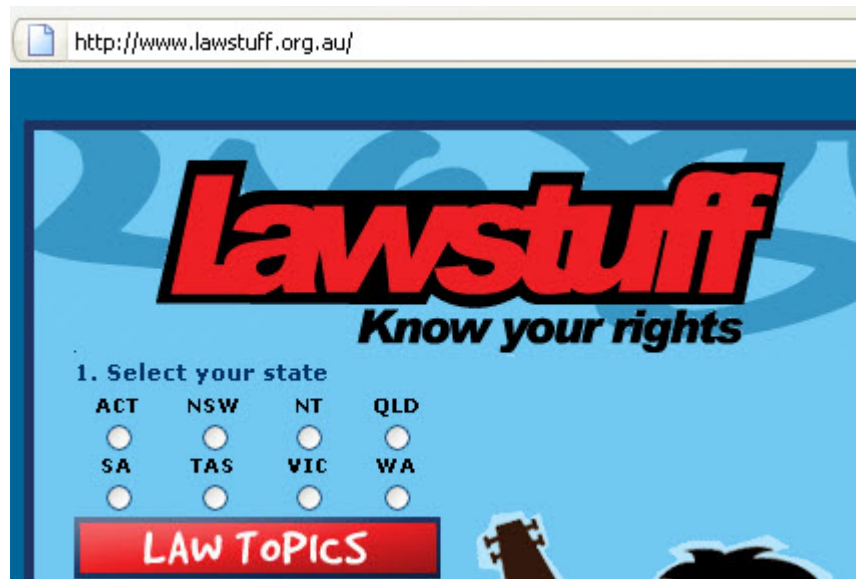 http://www.lawstuff.org.au/
lawstuff
Know your rights
1. Select your state
ACT NSW NT QLD
SA TAS VIC WA
LAW ToPICS